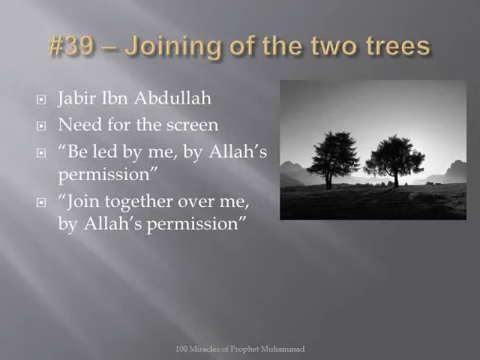 #39 – Joining of the two trees
Jabir Ibn Abdullah
Need for the screen
“Be led by me, by Allah’s
permission”
“Join together over me,
by Allah’s permission”
100 Miracles of Prophet Muhammad